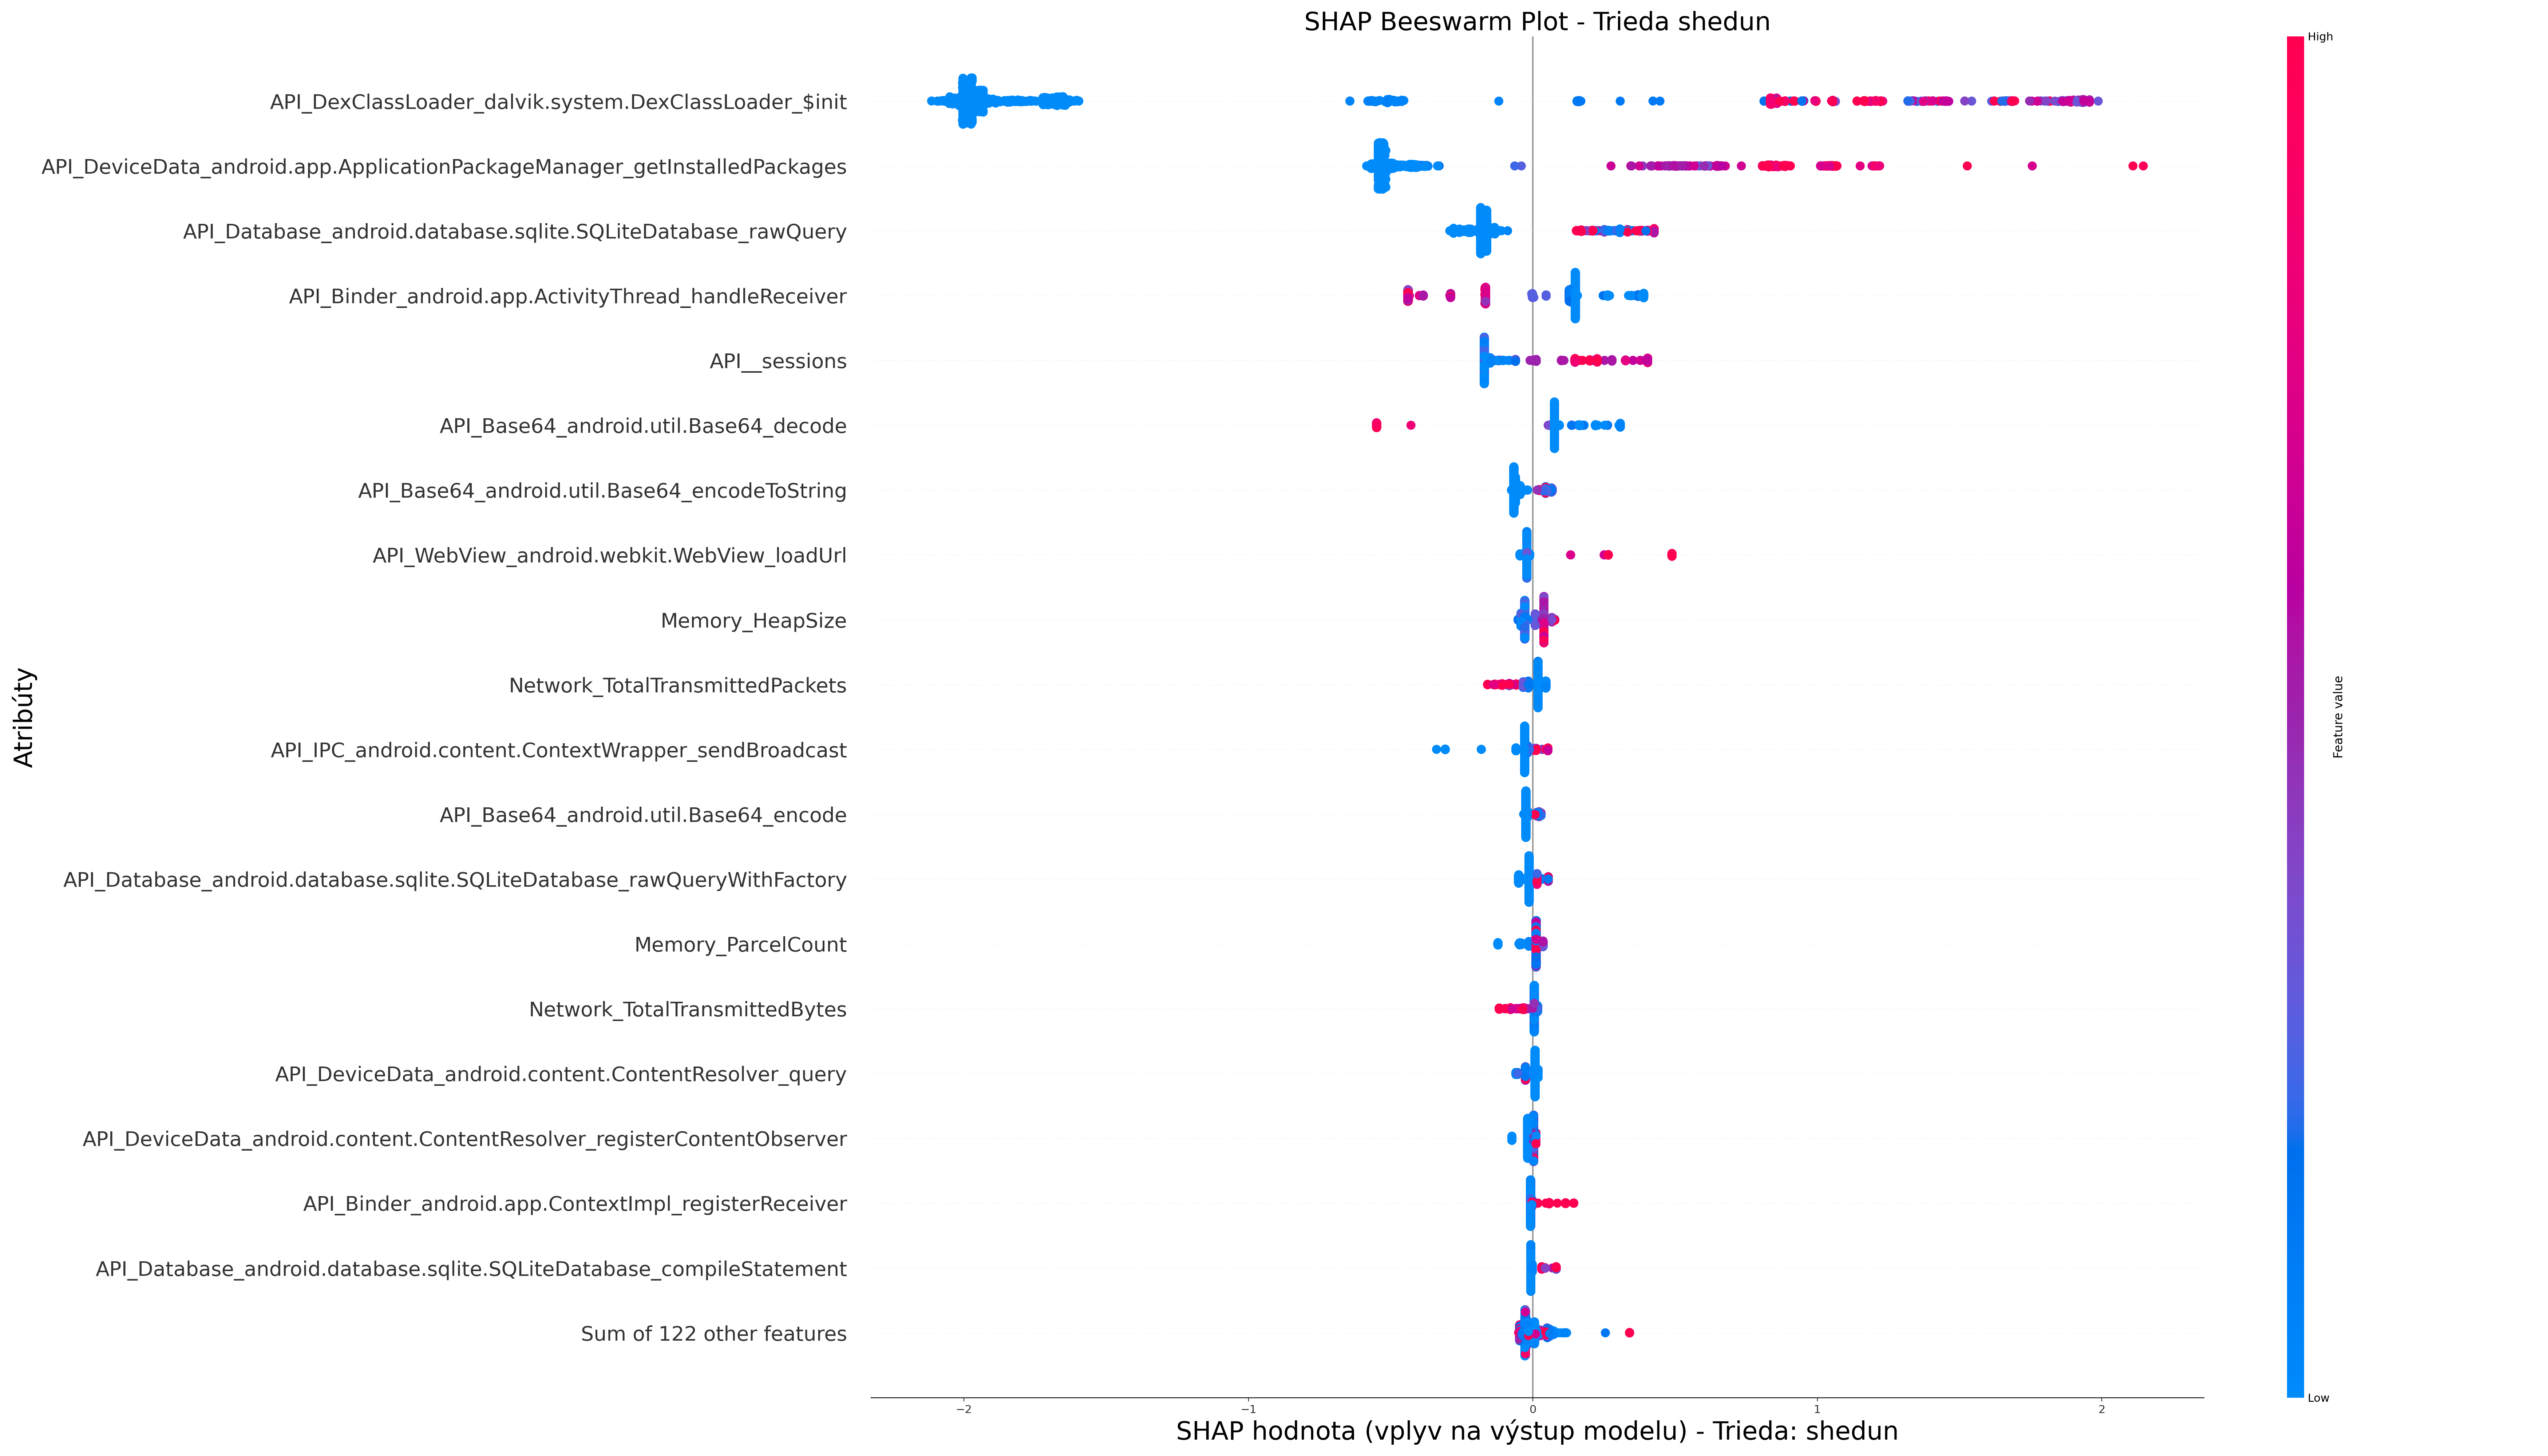 SHAP Beeswarm Plot - Trieda shedun
High
API_DexClassLoader_dalvik.system.DexClassLoader_$init
API_DeviceData_android.app.ApplicationPackageManager_getInstalledPackages
API_Database_android.database.sqlite.SQLiteDatabase_rawQuery
API_Binder_android.app.ActivityThread_handleReceiver
API__sessions
API_Base64_android.util.Base64_decode
API_Base64_android.util.Base64_encodeToString
API_WebView_android.webkit.WebView_loadUrl
Memory_HeapSize
Network_TotalTransmittedPackets
API_IPC_android.content.ContextWrapper_sendBroadcast
API_Base64_android.util.Base64_encode
API_Database_android.database.sqlite.SQLiteDatabase_rawQueryWithFactory
Memory_ParcelCount
Network_TotalTransmittedBytes
API_DeviceData_android.content.ContentResolver_query
API_DeviceData_android.content.ContentResolver_registerContentObserver
API_Binder_android.app.ContextImpl_registerReceiver
API_Database_android.database.sqlite.SQLiteDatabase_compileStatement
Sum of 122 other features
Atribúty
Feature value
Low
−2 −1 0 1 2
SHAP hodnota (vplyv na výstup modelu) - Trieda: shedun